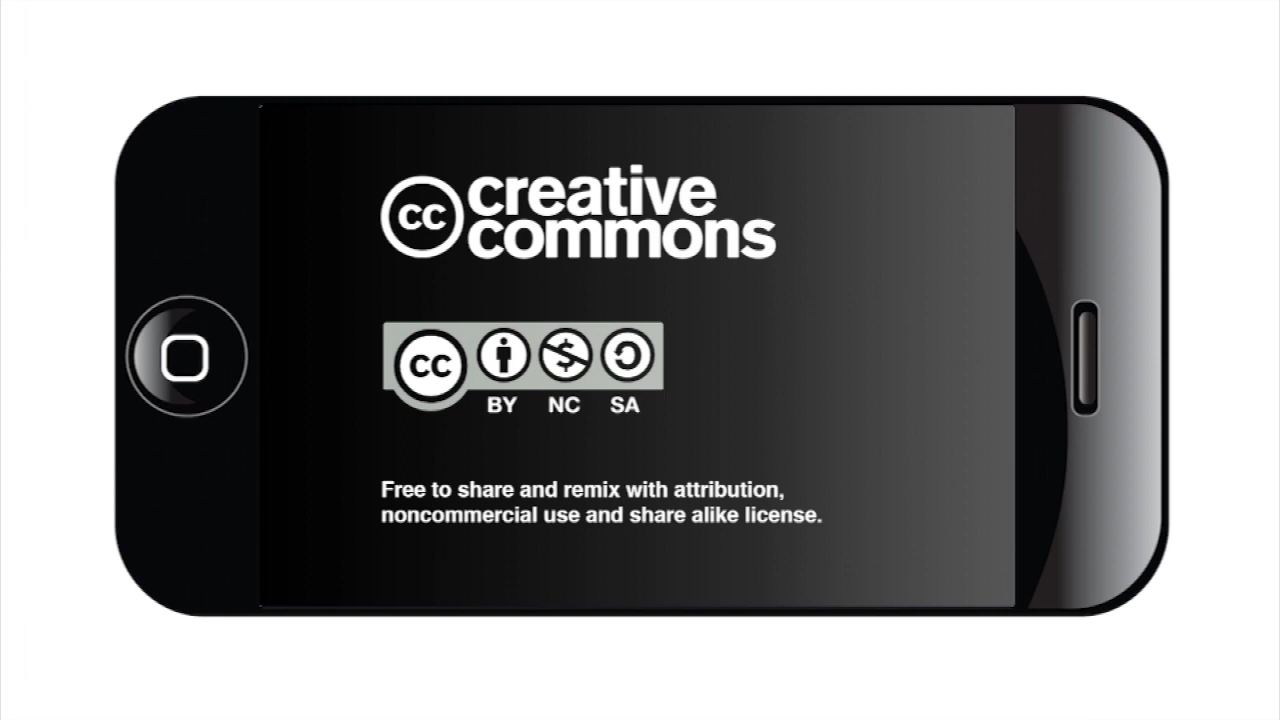 cc creative
commons
cc
BY NC SA
Free to share and remix with attribution,
noncommercial use and share alike license.